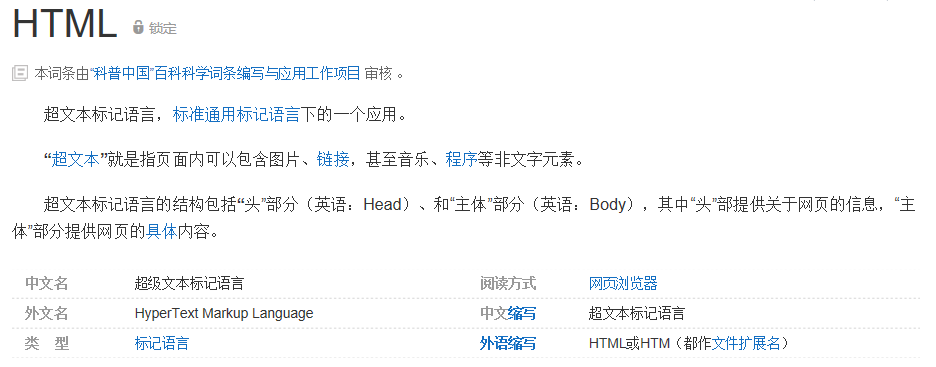 HTML 锁定
本词条由“科普中国”百科科学词条编写与应用工作项目 审核 。
超文本标记语言，标准通用标记语言下的一个应用。
“超文本”就是指页面内可以包含图片、链接，甚至音乐、程序等非文字元素。
超文本标记语言的结构包括“头”部分（英语：Head）、和“主体”部分（英语：Body），其中“头”部提供关于网页的信息，“主
体”部分提供网页的具体内容。
中文名 超级文本标记语言 阅读方式 网页浏览器
外文名 HyperText Markup Language 中文缩写 超文本标记语言
类 型 标记语言 外语缩写 HTML或HTM（都作文件扩展名）